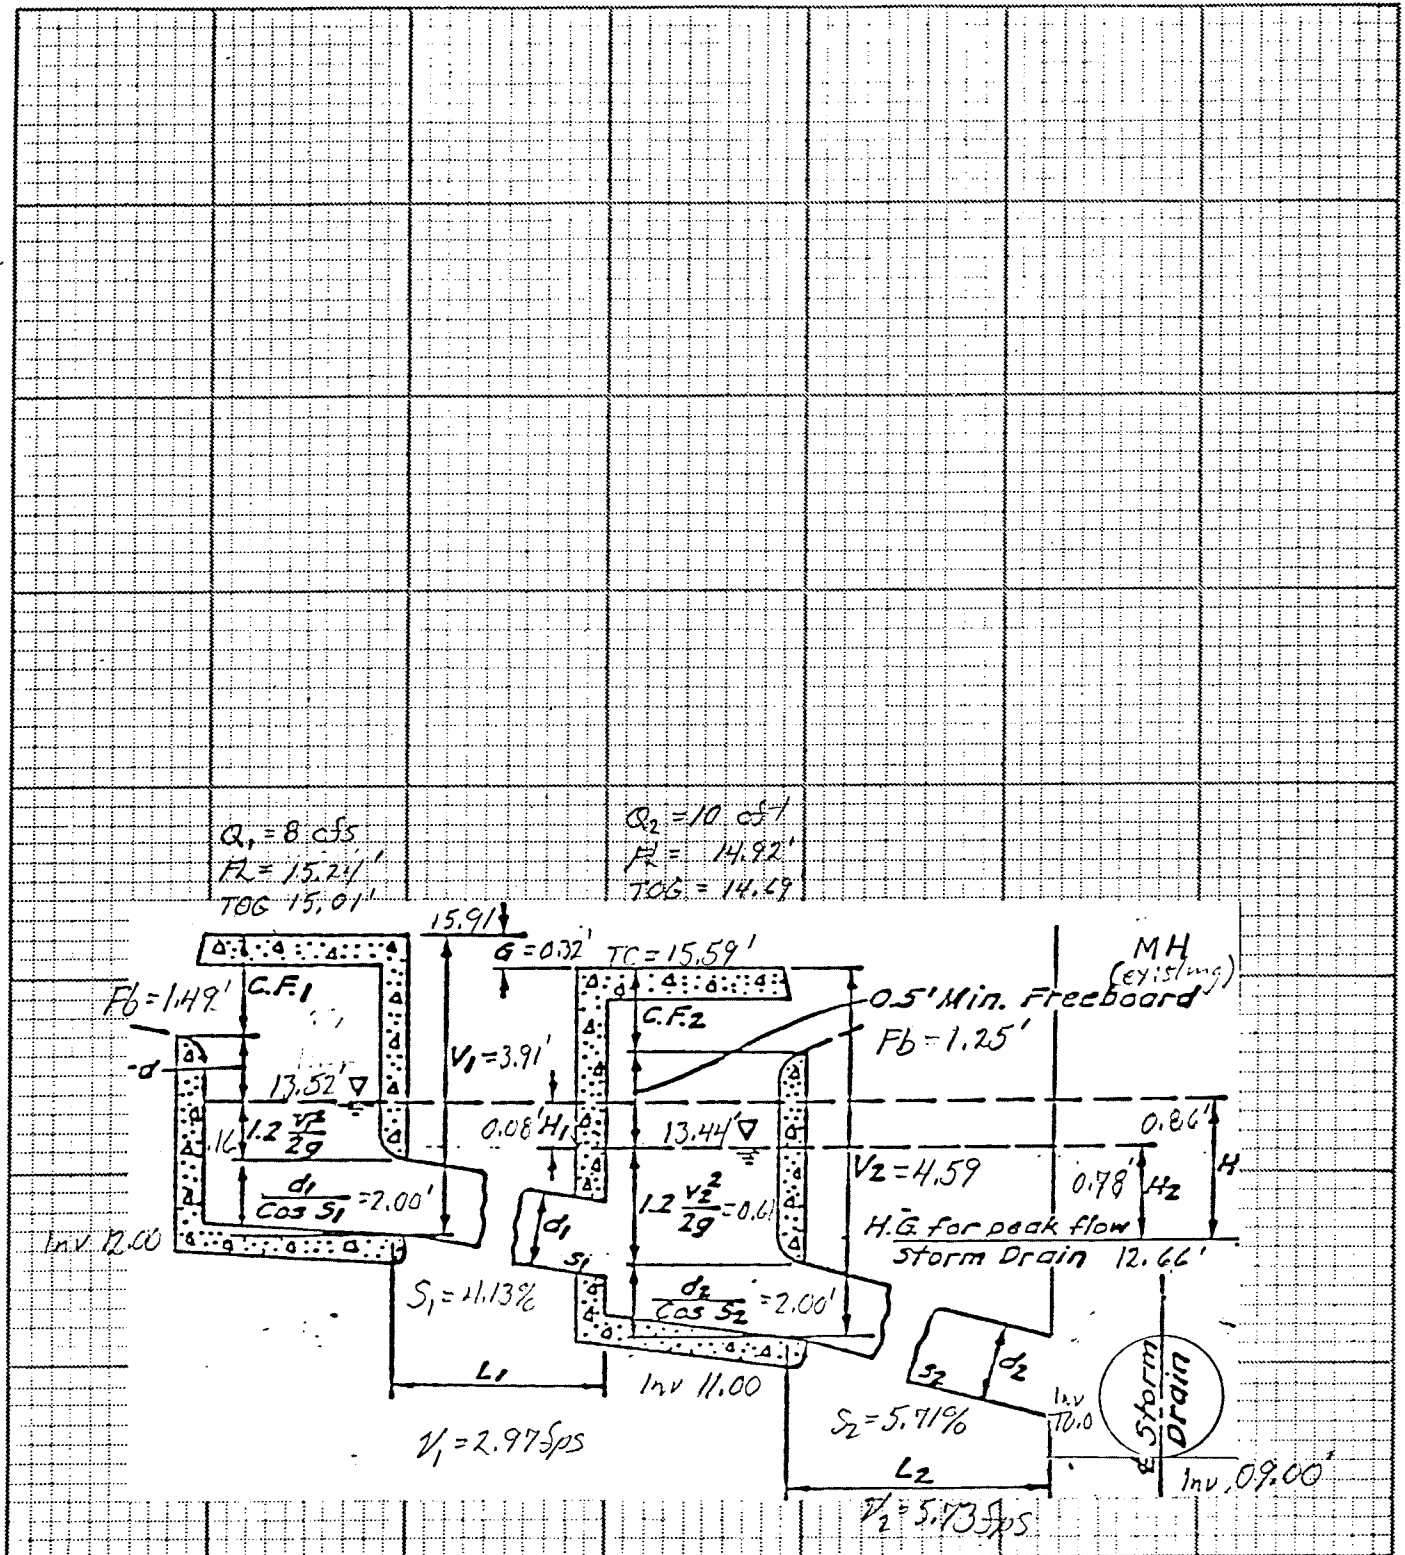 Q₁ = 8 cfs
FL = 15.24'
TOG 15.01'
Q₂ = 10 cfs
FL = 14.92'
TOG = 14.69'
15.91
G = 0.32'
TC = 15.59'
MH
(existing)
Fb = 1.49'
C.F.1
C.F.2
0.5' Min. Freeboard
Fb = 1.25'
d
V₁ = 3.91'
13.52' ▽
0.86'
.16
1.2 v₁²/2g
0.08' H₁
13.44' ▽
V₂ = 4.59
0.78' H₂
H
d₁/Cos S₁ = 2.00'
d₁
S₁
1.2 v₂²/2g = 0.61
H.G. for peak flow
Storm Drain 12.66'
Inv 12.00
S₁ = 4.13%
d₂/Cos S₂ = 2.00'
L₁
Inv 11.00
S₂
d₂
Inv
10.0
Storm
Drain
S₂ = 5.71%
V₁ = 2.97 fps
L₂
Inv. 09.00'
V₂ = 5.73 fps